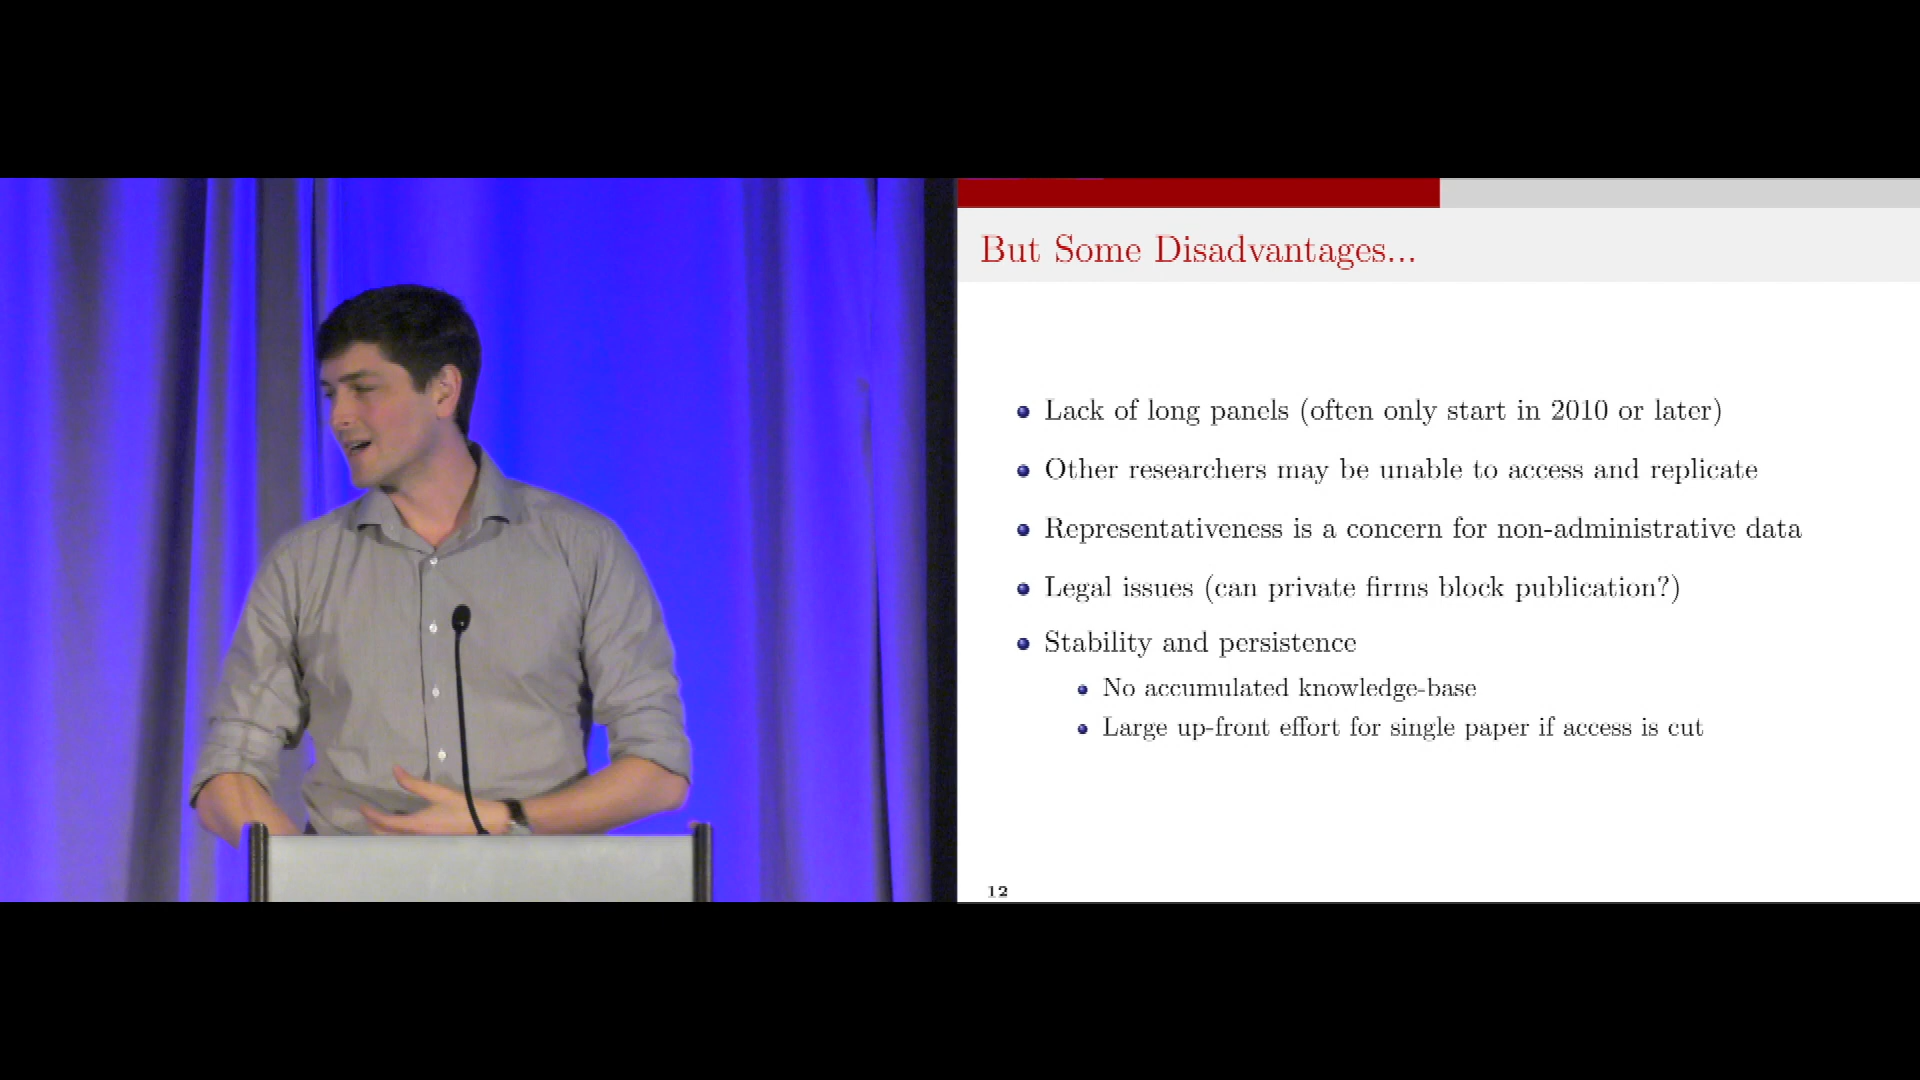 But Some Disadvantages...
Lack of long panels (often only start in 2010 or later)
Other researchers may be unable to access and replicate
Representativeness is a concern for non-administrative data
Legal issues (can private firms block publication?)
Stability and persistence
No accumulated knowledge-base
Large up-front effort for single paper if access is cut
12